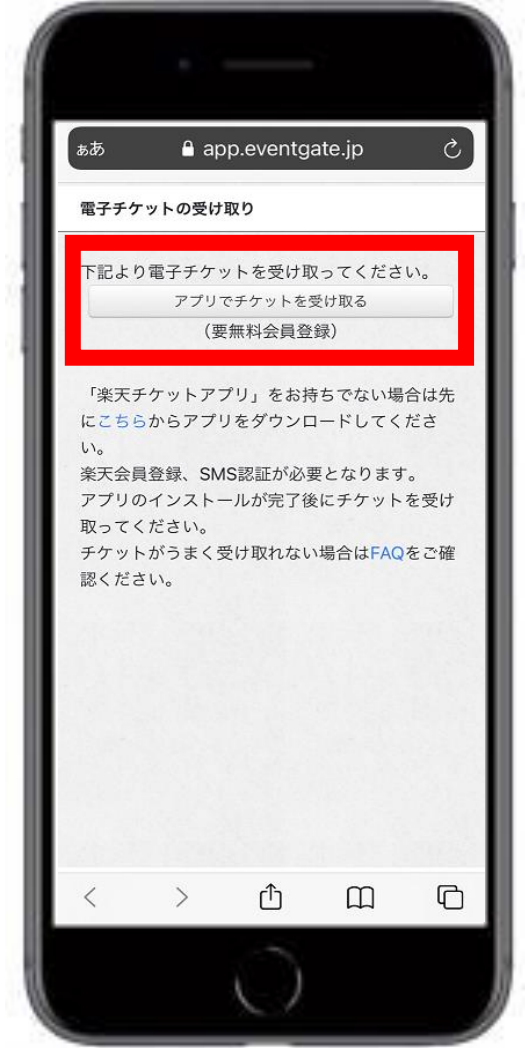 ぁあ app.eventgate.jp
電子チケットの受け取り
下記より電子チケットを受け取ってください。
アプリでチケットを受け取る
(要無料会員登録)
「楽天チケットアプリ」をお持ちでない場合は先
にこちらからアプリをダウンロードしてくださ
い。
楽天会員登録、SMS認証が必要となります。
アプリのインストールが完了後にチケットを受け
取ってください。
チケットがうまく受け取れない場合はFAQをご確
認ください。